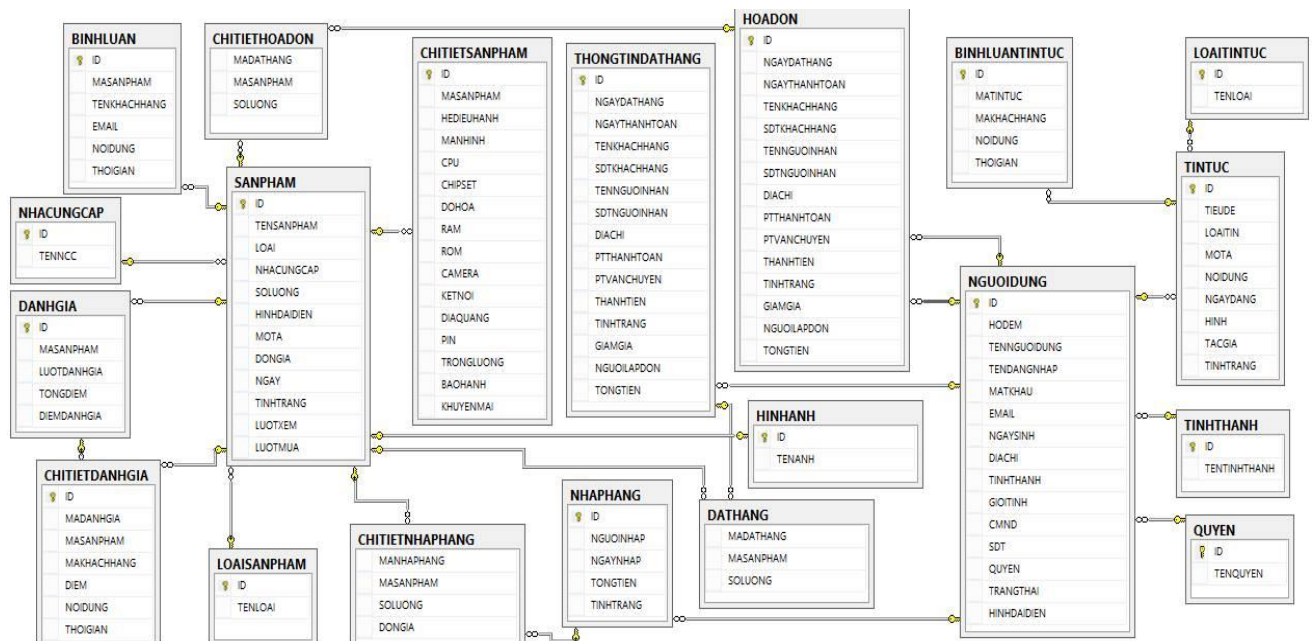 BINHLUAN
ID
MASANPHAM
TENKHACHHANG
EMAIL
NOIDUNG
THOIGIAN
CHITIETHOADON
MADATHANG
MASANPHAM
SOLUONG
CHITIETSANPHAM
ID
MASANPHAM
HEDIEUHANH
MANHINH
CPU
CHIPSET
DOHOA
RAM
ROM
CAMERA
KETNOI
DIAQUANG
PIN
TRONGLUONG
BAOHANH
KHUYENMAI
THONGTINDATHANG
ID
NGAYDATHANG
NGAYTHANHTOAN
TENKHACHHANG
SDTKHACHHANG
TENNGUOINHAN
SDTNGUOINHAN
DIACHI
PTTHANHTOAN
PTVANCHUYEN
THANHTIEN
TINHTRANG
GIAMGIA
NGUOILAPDON
TONGTIEN
HOADON
ID
NGAYDATHANG
NGAYTHANHTOAN
TENKHACHHANG
SDTKHACHHANG
TENNGUOINHAN
SDTNGUOINHAN
DIACHI
PTTHANHTOAN
PTVANCHUYEN
THANHTIEN
TINHTRANG
GIAMGIA
NGUOILAPDON
TONGTIEN
BINHLUANTINTUC
ID
MATINTUC
MAKHACHHANG
NOIDUNG
THOIGIAN
LOAITINTUC
ID
TENLOAI
TINTUC
ID
TIEUDE
LOAITIN
MOTA
NOIDUNG
NGAYDANG
HINH
TACGIA
TINHTRANG
SANPHAM
ID
TENSANPHAM
LOAI
NHACUNGCAP
SOLUONG
HINHDAIDIEN
MOTA
DONGIA
NGAY
TINHTRANG
LUOTXEM
LUOTMUA
NHACUNGCAP
ID
TENNCC
DANHGIA
ID
MASANPHAM
LUOTDANHGIA
TONGDIEM
DIEMDANHGIA
NGUOIDUNG
ID
HODEM
TENNGUOIDUNG
TENDANGNHAP
MATKHAU
EMAIL
NGAYSINH
DIACHI
TINHTHANH
GIOITINH
CMND
SDT
QUYEN
TRANGTHAI
HINHDAIDIEN
HINHANH
ID
TENANH
TINHTHANH
ID
TENTINHTHANH
CHITIETDANHGIA
ID
MADANHGIA
MASANPHAM
MAKHACHHANG
DIEM
NOIDUNG
THOIGIAN
LOAISANPHAM
ID
TENLOAI
CHITIETNHAPHANG
MANHAPHANG
MASANPHAM
SOLUONG
DONGIA
NHAPHANG
ID
NGUOINHAP
NGAYNHAP
TONGTIEN
TINHTRANG
DATHANG
MADATHANG
MASANPHAM
SOLUONG
QUYEN
ID
TENQUYEN